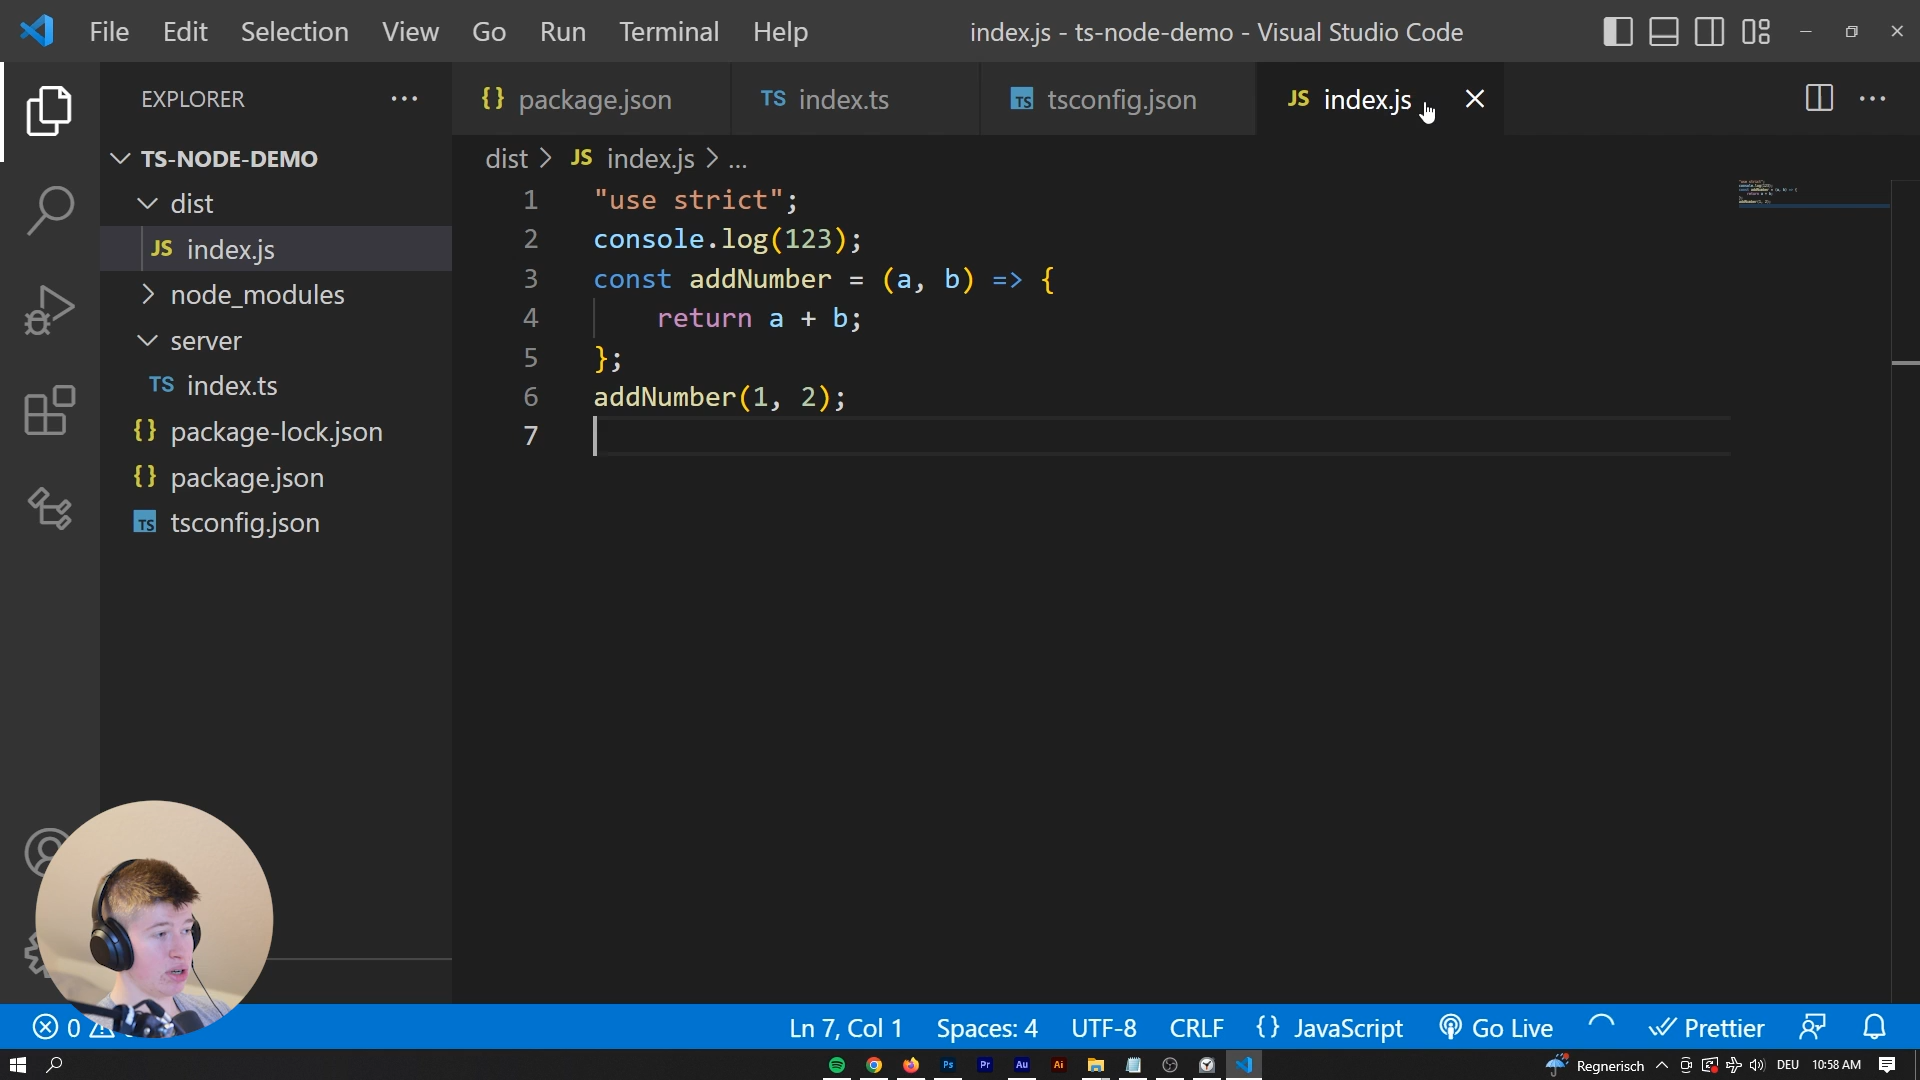 File Edit Selection View Go Run Terminal Help
index.js - ts-node-demo - Visual Studio Code
EXPLORER
TS-NODE-DEMO
dist
JS index.js
node_modules
server
TS index.ts
{} package-lock.json
{} package.json
TS tsconfig.json
{} package.json
TS index.ts
TS tsconfig.json
JS index.js
dist > JS index.js > ...
1 "use strict";
2 console.log(123);
3 const addNumber = (a, b) => {
4     return a + b;
5 };
6 addNumber(1, 2);
7
0
Ln 7, Col 1 Spaces: 4 UTF-8 CRLF {} JavaScript Go Live Prettier
Ps Pr Au Ai
Regnerisch DEU 10:58 AM